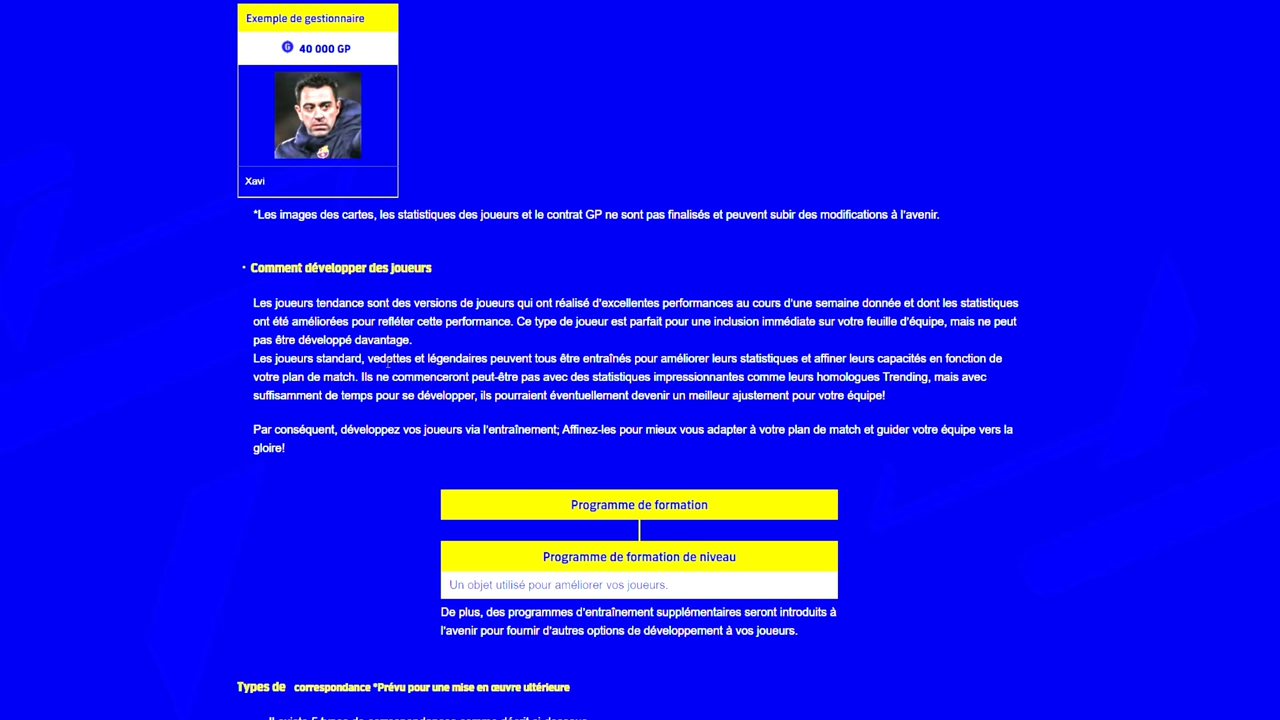 Exemple de gestionnaire
G 40 000 GP
Xavi
*Les images des cartes, les statistiques des joueurs et le contrat GP ne sont pas finalisés et peuvent subir des modifications à l'avenir.
· Comment développer des joueurs
Les joueurs tendance sont des versions de joueurs qui ont réalisé d'excellentes performances au cours d'une semaine donnée et dont les statistiques
ont été améliorées pour refléter cette performance. Ce type de joueur est parfait pour une inclusion immédiate sur votre feuille d'équipe, mais ne peut
pas être développé davantage.
Les joueurs standard, vedettes et légendaires peuvent tous être entraînés pour améliorer leurs statistiques et affiner leurs capacités en fonction de
votre plan de match. Ils ne commenceront peut-être pas avec des statistiques impressionnantes comme leurs homologues Trending, mais avec
suffisamment de temps pour se développer, ils pourraient éventuellement devenir un meilleur ajustement pour votre équipe!
Par conséquent, développez vos joueurs via l'entraînement; Affinez-les pour mieux vous adapter à votre plan de match et guider votre équipe vers la
gloire!
Programme de formation
Programme de formation de niveau
Un objet utilisé pour améliorer vos joueurs.
De plus, des programmes d'entraînement supplémentaires seront introduits à
l'avenir pour fournir d'autres options de développement à vos joueurs.
Types de correspondance *Prévu pour une mise en œuvre ultérieure
Il existe 5 types de correspondances comme décrit ci-dessous